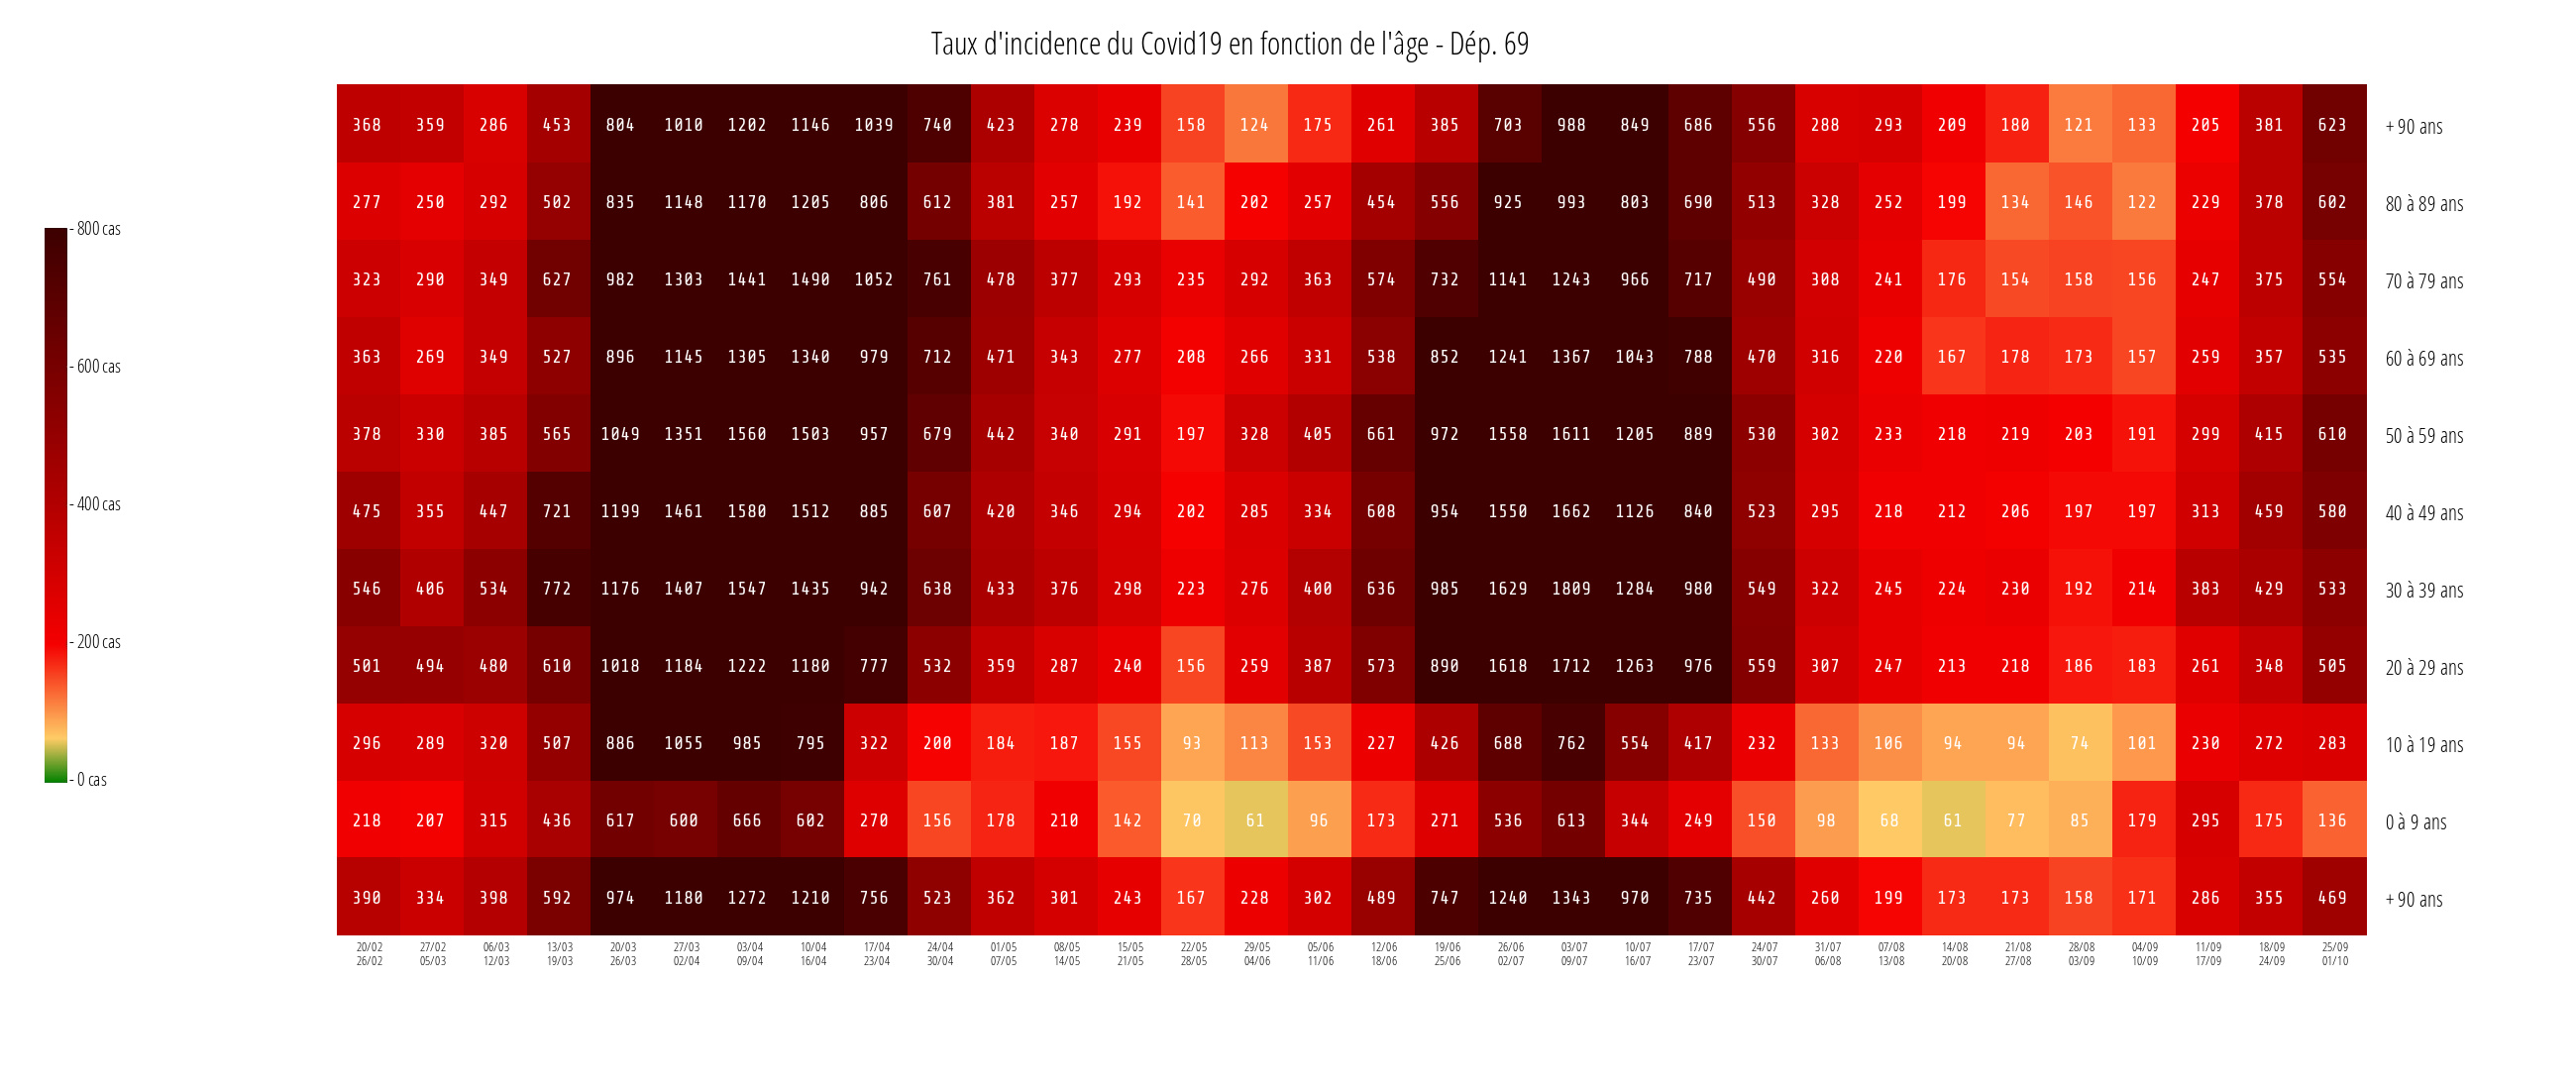 Taux d'incidence du Covid19 en fonction de l'âge - Dép. 69
- 800 cas
- 600 cas
- 400 cas
- 200 cas
- 0 cas
368 359 286 453 804 1010 1202 1146 1039 740 423 278 239 158 124 175 261 385 703 988 849 686 556 288 293 209 180 121 133 205 381 623 + 90 ans
277 250 292 502 835 1148 1170 1205 806 612 381 257 192 141 202 257 454 556 925 993 803 690 513 328 252 199 134 146 122 229 378 602 80 à 89 ans
323 290 349 627 982 1303 1441 1490 1052 761 478 377 293 235 292 363 574 732 1141 1243 966 717 490 308 241 176 154 158 156 247 375 554 70 à 79 ans
363 269 349 527 896 1145 1305 1340 979 712 471 343 277 208 266 331 538 852 1241 1367 1043 788 470 316 220 167 178 173 157 259 357 535 60 à 69 ans
378 330 385 565 1049 1351 1560 1503 957 679 442 340 291 197 328 405 661 972 1558 1611 1205 889 530 302 233 218 219 203 191 299 415 610 50 à 59 ans
475 355 447 721 1199 1461 1580 1512 885 607 420 346 294 202 285 334 608 954 1550 1662 1126 840 523 295 218 212 206 197 197 313 459 580 40 à 49 ans
546 406 534 772 1176 1407 1547 1435 942 638 433 376 298 223 276 400 636 985 1629 1809 1284 980 549 322 245 224 230 192 214 383 429 533 30 à 39 ans
501 494 480 610 1018 1184 1222 1180 777 532 359 287 240 156 259 387 573 890 1618 1712 1263 976 559 307 247 213 218 186 183 261 348 505 20 à 29 ans
296 289 320 507 886 1055 985 795 322 200 184 187 155 93 113 153 227 426 688 762 554 417 232 133 106 94 94 74 101 230 272 283 10 à 19 ans
218 207 315 436 617 600 666 602 270 156 178 210 142 70 61 96 173 271 536 613 344 249 150 98 68 61 77 85 179 295 175 136 0 à 9 ans
390 334 398 592 974 1180 1272 1210 756 523 362 301 243 167 228 302 489 747 1240 1343 970 735 442 260 199 173 173 158 171 286 355 469 + 90 ans
20/02 27/02 06/03 13/03 20/03 27/03 03/04 10/04 17/04 24/04 01/05 08/05 15/05 22/05 29/05 05/06 12/06 19/06 26/06 03/07 10/07 17/07 24/07 31/07 07/08 14/08 21/08 28/08 04/09 11/09 18/09 25/09
26/02 05/03 12/03 19/03 26/03 02/04 09/04 16/04 23/04 30/04 07/05 14/05 21/05 28/05 04/06 11/06 18/06 25/06 02/07 09/07 16/07 23/07 30/07 06/08 13/08 20/08 27/08 03/09 10/09 17/09 24/09 01/10